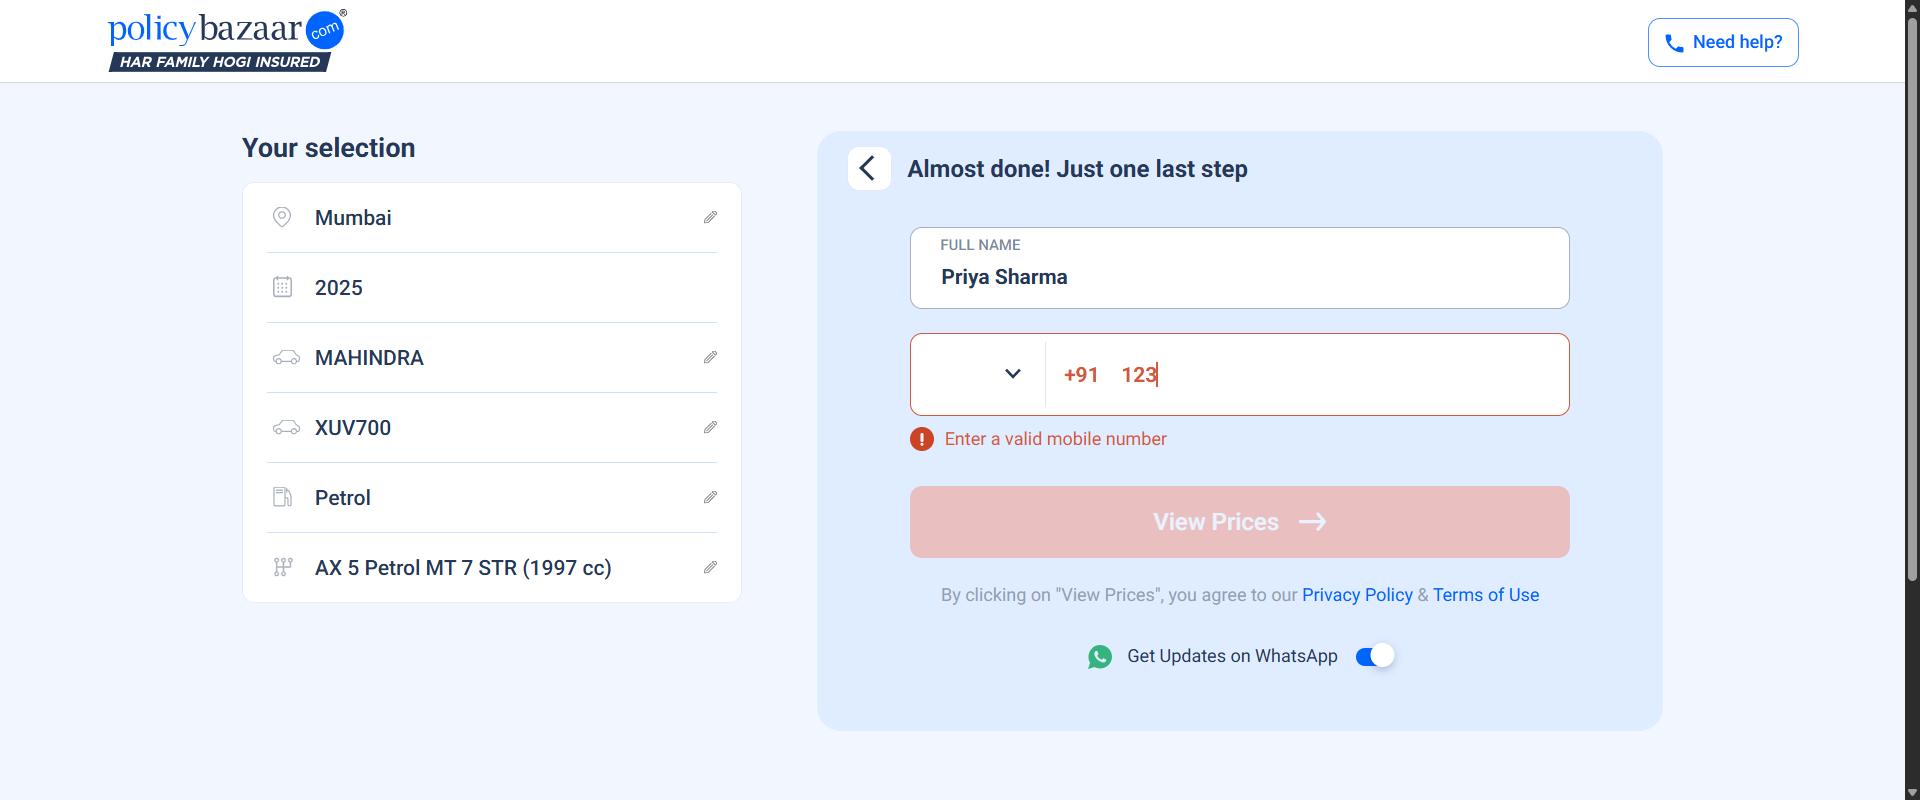 policybazaar.com®
HAR FAMILY HOGI INSURED
Need help?
Your selection
Mumbai
2025
MAHINDRA
XUV700
Petrol
AX 5 Petrol MT 7 STR (1997 cc)
Almost done! Just one last step
FULL NAME
Priya Sharma
+91 123
Enter a valid mobile number
View Prices
By clicking on "View Prices", you agree to our Privacy Policy & Terms of Use
Get Updates on WhatsApp